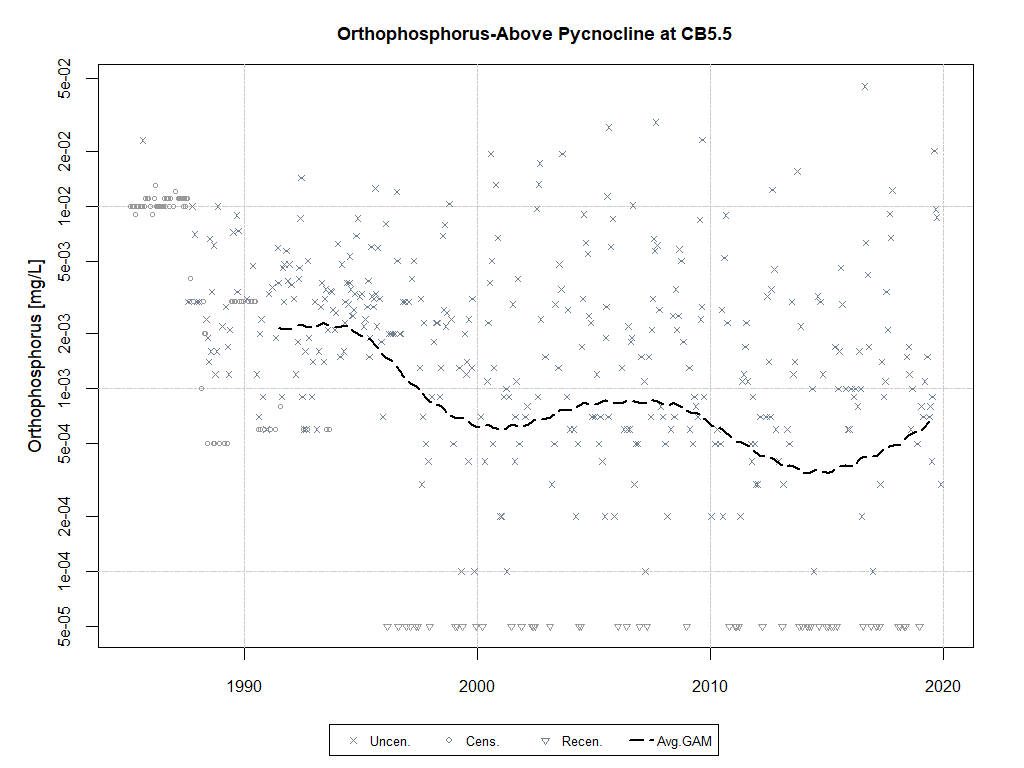 Orthophosphorus-Above Pycnocline at CB5.5
Orthophosphorus [mg/L]
5e-02
2e-02
1e-02
5e-03
2e-03
1e-03
5e-04
2e-04
1e-04
5e-05
1990 2000 2010 2020
Uncen. Cens. Recen. Avg.GAM